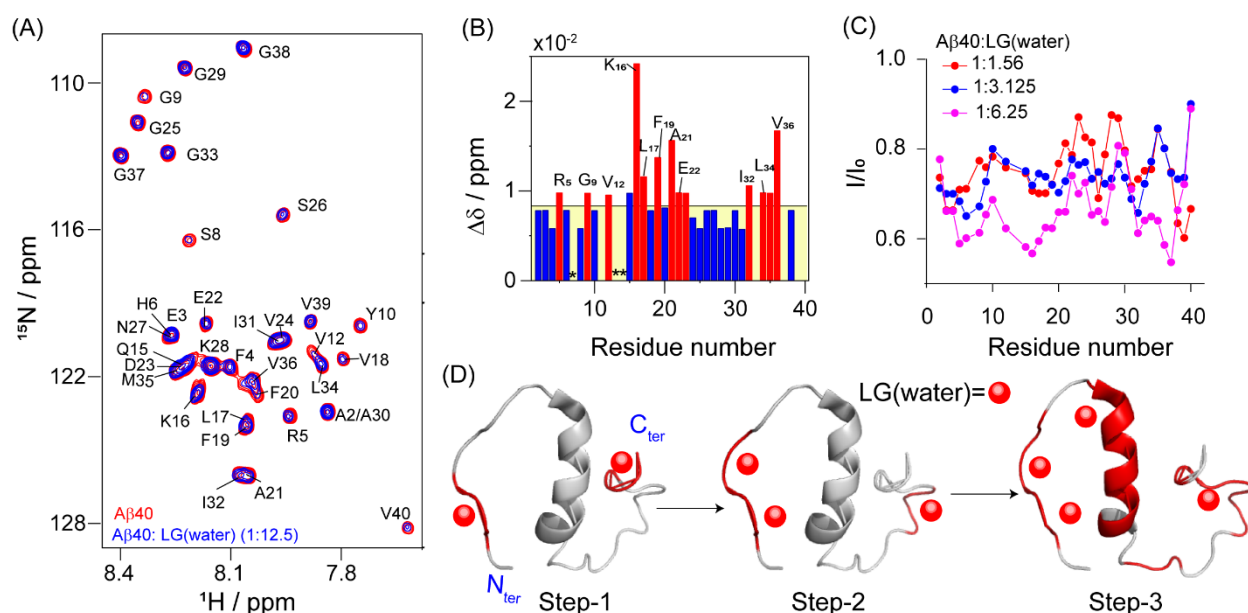 (A)
G38
G29
110
G9
G25
G33
G37
S26
116
S8
¹⁵N / ppm
H6
E3
E22
V39
N27
I31
V24
Y10
V12
Q15
K28
F4
D23
V36
V18
M35
122
L34
F20
K16
L17
A2/A30
F19
R5
I32
A21
Aβ40
V40
Aβ40: LG(water) (1:12.5)
128
8.4
8.1
7.8
¹H / ppm
(B)
x10⁻²
K₁₆
F₁₉
A₂₁
V₃₆
L₁₇
E₂₂
R₅
G₉
V₁₂
I₃₂
L₃₄
2
1
0
Δδ / ppm
*
**
10
20
30
40
Residue number
(C)
Aβ40:LG(water)
1:1.56
1:3.125
1:6.25
1.0
0.8
0.6
I/I₀
0
10
20
30
40
Residue number
(D)
LG(water)=
C_ter
N_ter
Step-1
Step-2
Step-3